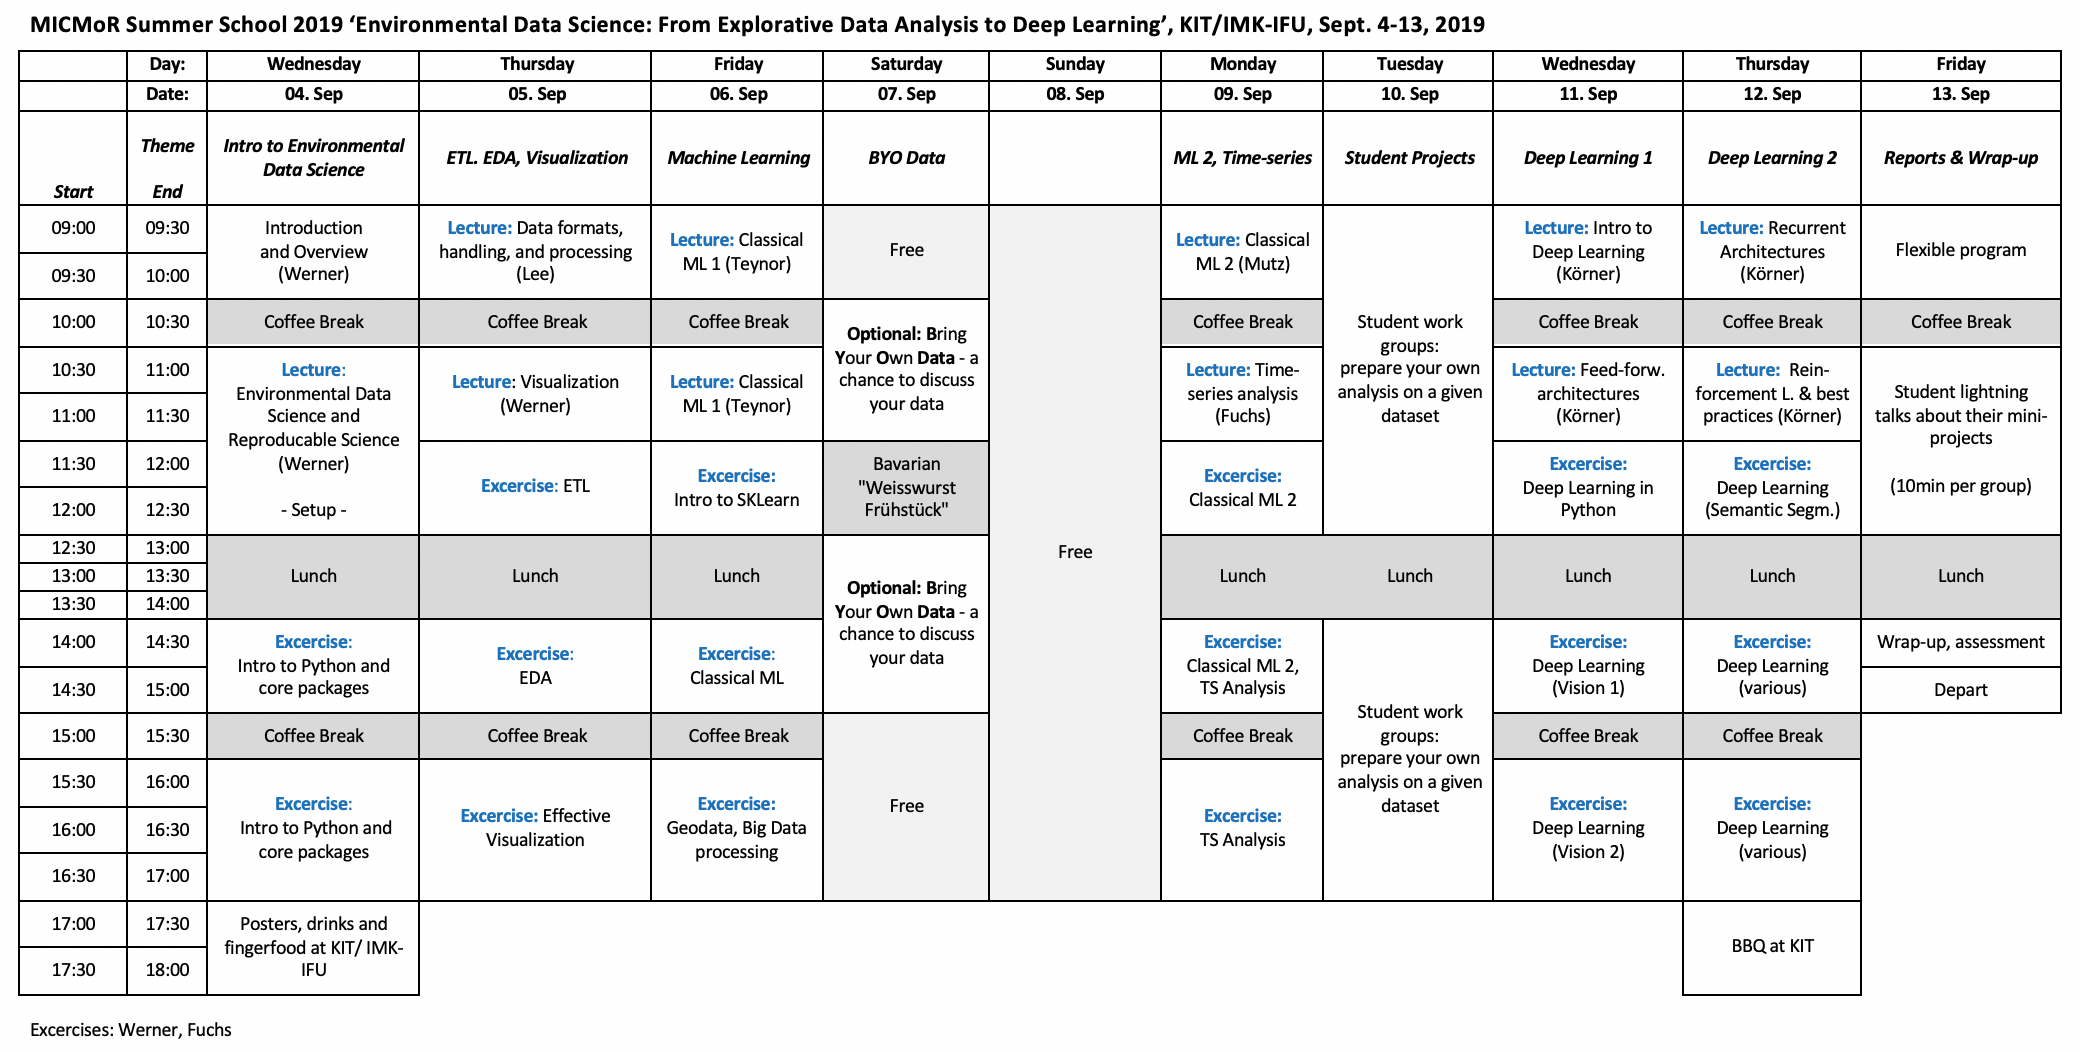 MICMoR Summer School 2019 ‘Environmental Data Science: From Explorative Data Analysis to Deep Learning’, KIT/IMK-IFU, Sept. 4-13, 2019
Day: Wednesday Thursday Friday Saturday Sunday Monday Tuesday Wednesday Thursday Friday
Date: 04. Sep 05. Sep 06. Sep 07. Sep 08. Sep 09. Sep 10. Sep 11. Sep 12. Sep 13. Sep
Start
Theme
End
Intro to Environmental
Data Science
ETL. EDA, Visualization
Machine Learning
BYO Data
ML 2, Time-series
Student Projects
Deep Learning 1
Deep Learning 2
Reports & Wrap-up
09:00 09:30
09:30 10:00
10:00 10:30
10:30 11:00
11:00 11:30
11:30 12:00
12:00 12:30
12:30 13:00
13:00 13:30
13:30 14:00
14:00 14:30
14:30 15:00
15:00 15:30
15:30 16:00
16:00 16:30
16:30 17:00
17:00 17:30
17:30 18:00
Introduction
and Overview
(Werner)
Coffee Break
Lecture:
Environmental Data
Science and
Reproducable Science
(Werner)
- Setup -
Lunch
Excercise:
Intro to Python and
core packages
Coffee Break
Excercise:
Intro to Python and
core packages
Posters, drinks and
fingerfood at KIT/ IMK-
IFU
Lecture: Data formats,
handling, and processing
(Lee)
Coffee Break
Lecture: Visualization
(Werner)
Excercise: ETL
Lunch
Excercise:
EDA
Coffee Break
Excercise: Effective
Visualization
Lecture: Classical
ML 1 (Teynor)
Coffee Break
Lecture: Classical
ML 1 (Teynor)
Excercise:
Intro to SKLearn
Lunch
Excercise:
Classical ML
Coffee Break
Excercise:
Geodata, Big Data
processing
Free
Optional: Bring
Your Own Data - a
chance to discuss
your data
Bavarian
"Weisswurst
Frühstück"
Optional: Bring
Your Own Data - a
chance to discuss
your data
Free
Free
Lecture: Classical
ML 2 (Mutz)
Coffee Break
Lecture: Time-
series analysis
(Fuchs)
Excercise:
Classical ML 2
Lunch
Excercise:
Classical ML 2,
TS Analysis
Coffee Break
Excercise:
TS Analysis
Student work
groups:
prepare your own
analysis on a given
dataset
Lunch
Student work
groups:
prepare your own
analysis on a given
dataset
Lecture: Intro to
Deep Learning
(Körner)
Coffee Break
Lecture: Feed-forw.
architectures
(Körner)
Excercise:
Deep Learning in
Python
Lunch
Excercise:
Deep Learning
(Vision 1)
Coffee Break
Excercise:
Deep Learning
(Vision 2)
Lecture: Recurrent
Architectures
(Körner)
Coffee Break
Lecture: Rein-
forcement L. & best
practices (Körner)
Excercise:
Deep Learning
(Semantic Segm.)
Lunch
Excercise:
Deep Learning
(various)
Coffee Break
Excercise:
Deep Learning
(various)
BBQ at KIT
Flexible program
Coffee Break
Student lightning
talks about their mini-
projects
(10min per group)
Lunch
Wrap-up, assessment
Depart
Excercises: Werner, Fuchs